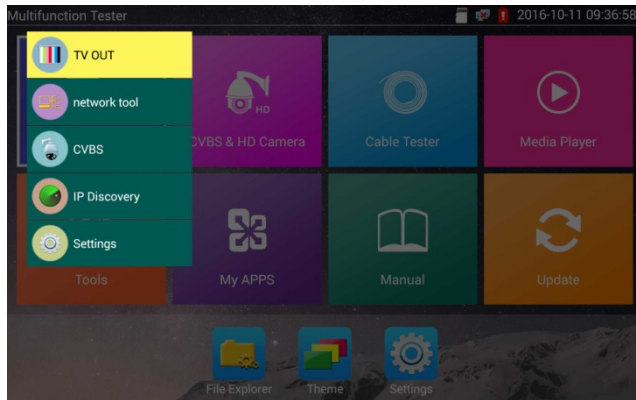 Multifunction Tester
2016-10-11 09:36:58
TV OUT
network tool
CVBS
IP Discovery
Settings
HD
CVBS & HD Camera
Cable Tester
Media Player
Tools
My APPS
Manual
Update
File Explorer
Theme
Settings